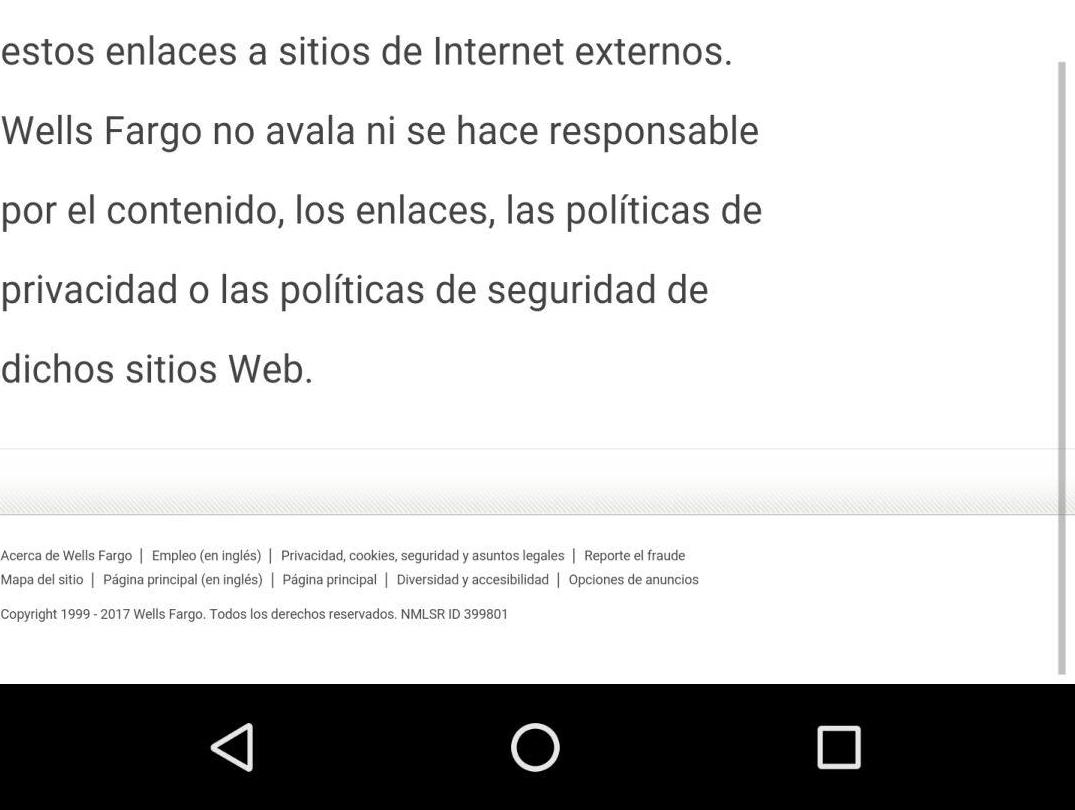 estos enlaces a sitios de Internet externos.
Wells Fargo no avala ni se hace responsable
por el contenido, los enlaces, las políticas de
privacidad o las políticas de seguridad de
dichos sitios Web.
Acerca de Wells Fargo | Empleo (en inglés) | Privacidad, cookies, seguridad y asuntos legales | Reporte el fraude
Mapa del sitio | Página principal (en inglés) | Página principal | Diversidad y accesibilidad | Opciones de anuncios
Copyright 1999 - 2017 Wells Fargo. Todos los derechos reservados. NMLSR ID 399801